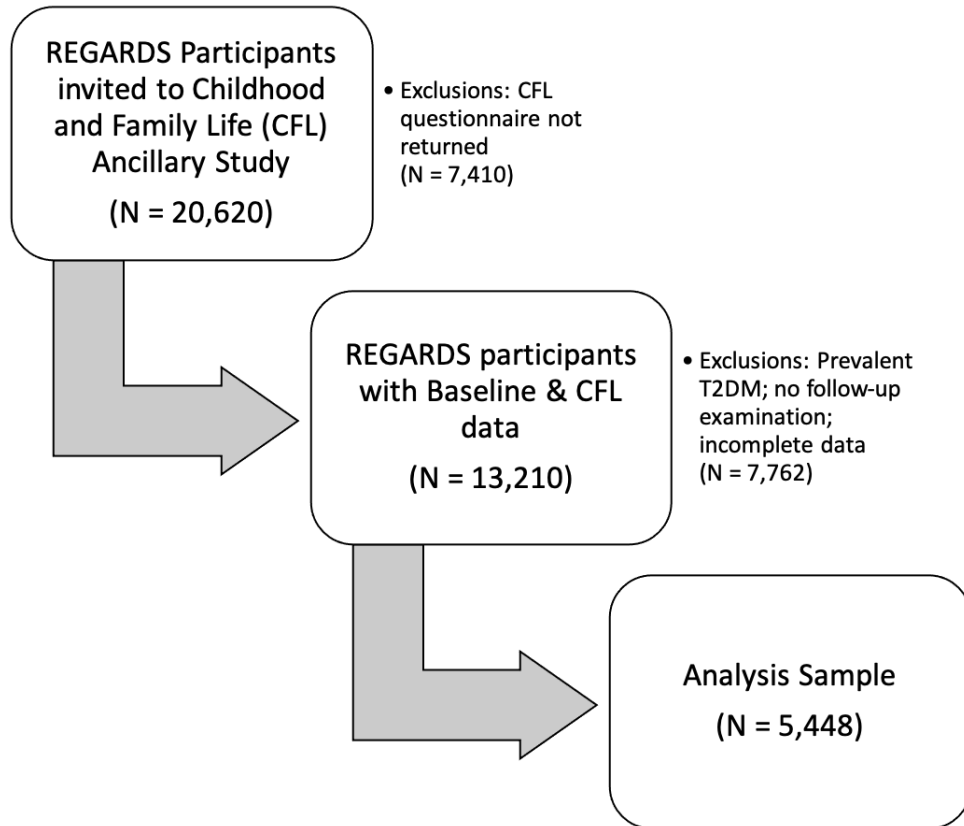 REGARDS Participants
invited to Childhood
and Family Life (CFL)
Ancillary Study
(N = 20,620)
• Exclusions: CFL
questionnaire not
returned
(N = 7,410)
REGARDS participants
with Baseline & CFL
data
(N = 13,210)
• Exclusions: Prevalent
T2DM; no follow-up
examination;
incomplete data
(N = 7,762)
Analysis Sample
(N = 5,448)